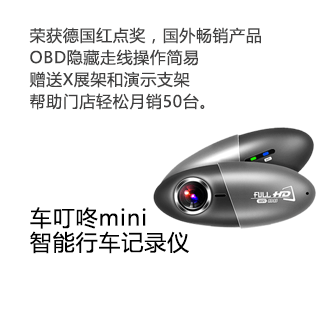 荣获德国红点奖，国外畅销产品
OBD隐藏走线操作简易
赠送X展架和演示支架
帮助门店轻松月销50台。
FULL HD
车叮咚mini
智能行车记录仪